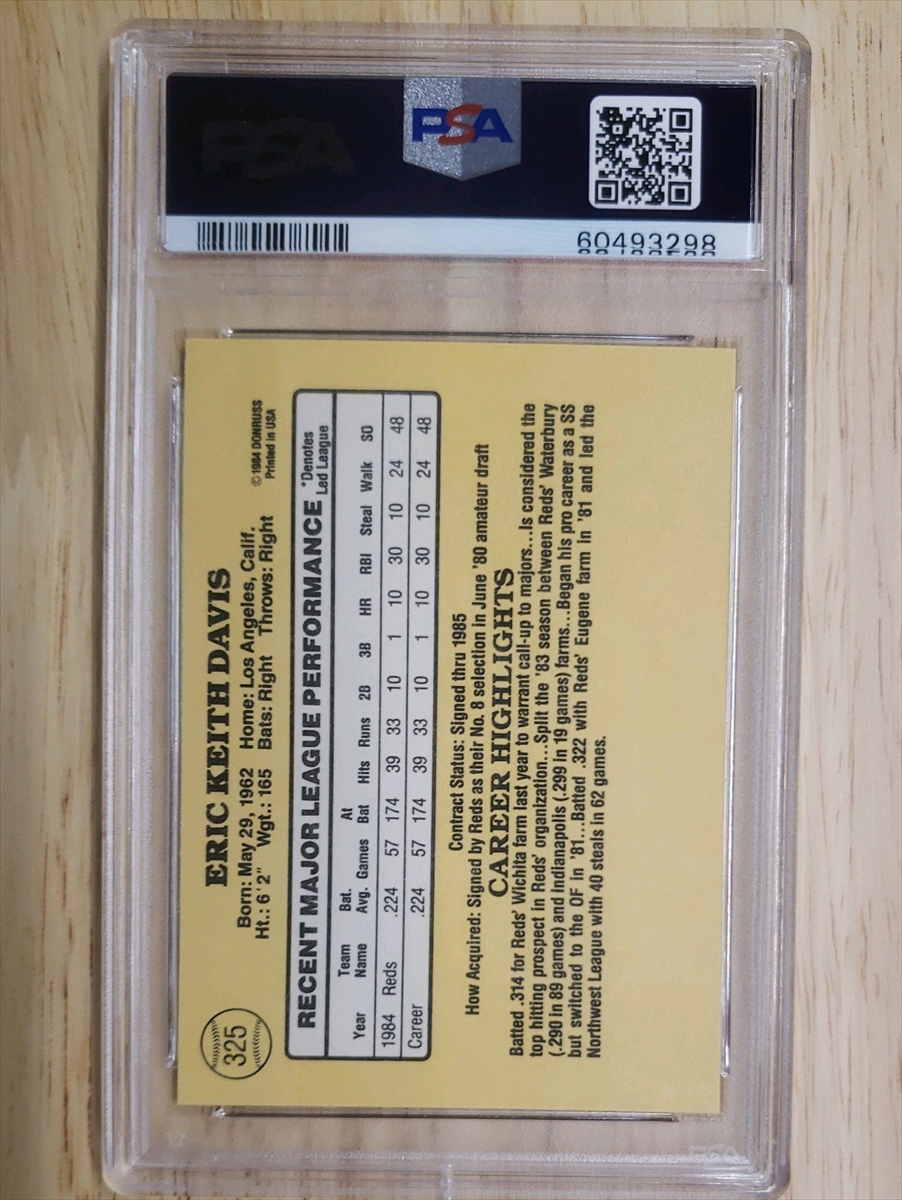 PSA
PSA
60493298
325
ERIC KEITH DAVIS
Born: May 29, 1962 Home: Los Angeles, Calif.
Ht.: 6'2" Wgt.: 165 Bats: Right Throws: Right
© 1984 DONRUSS
Printed in USA
RECENT MAJOR LEAGUE PERFORMANCE
*Denotes
Led League
Year Team Name Bat. Avg. Games At Bat Hits Runs 2B 3B HR RBI Steal Walk SO
1984 Reds .224 57 174 39 33 10 1 10 30 10 24 48
Career .224 57 174 39 33 10 1 10 30 10 24 48
Contract Status: Signed thru 1985
How Acquired: Signed by Reds as their No. 8 selection in June '80 amateur draft
CAREER HIGHLIGHTS
Batted .314 for Reds' Wichita farm last year to warrant call-up to majors...Is considered the
top hitting prospect in Reds' organization...Split the '83 season between Reds' Waterbury
(.290 in 89 games) and Indianapolis (.299 in 19 games) farms...Began his pro career as a SS
but switched to the OF in '81...Batted .322 with Reds' Eugene farm in '81 and led the
Northwest League with 40 steals in 62 games.